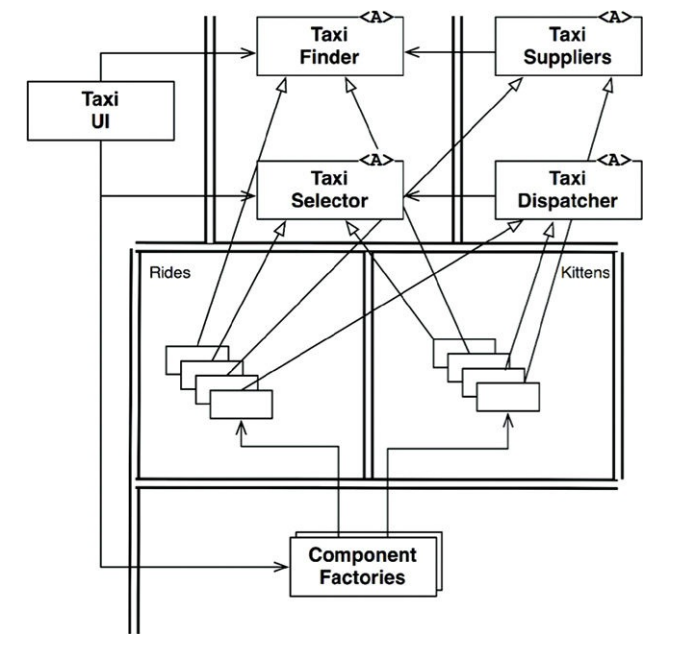 <A>
Taxi
Finder
<A>
Taxi
Suppliers
Taxi
UI
<A>
Taxi
Selector
<A>
Taxi
Dispatcher
Rides
Kittens
Component
Factories